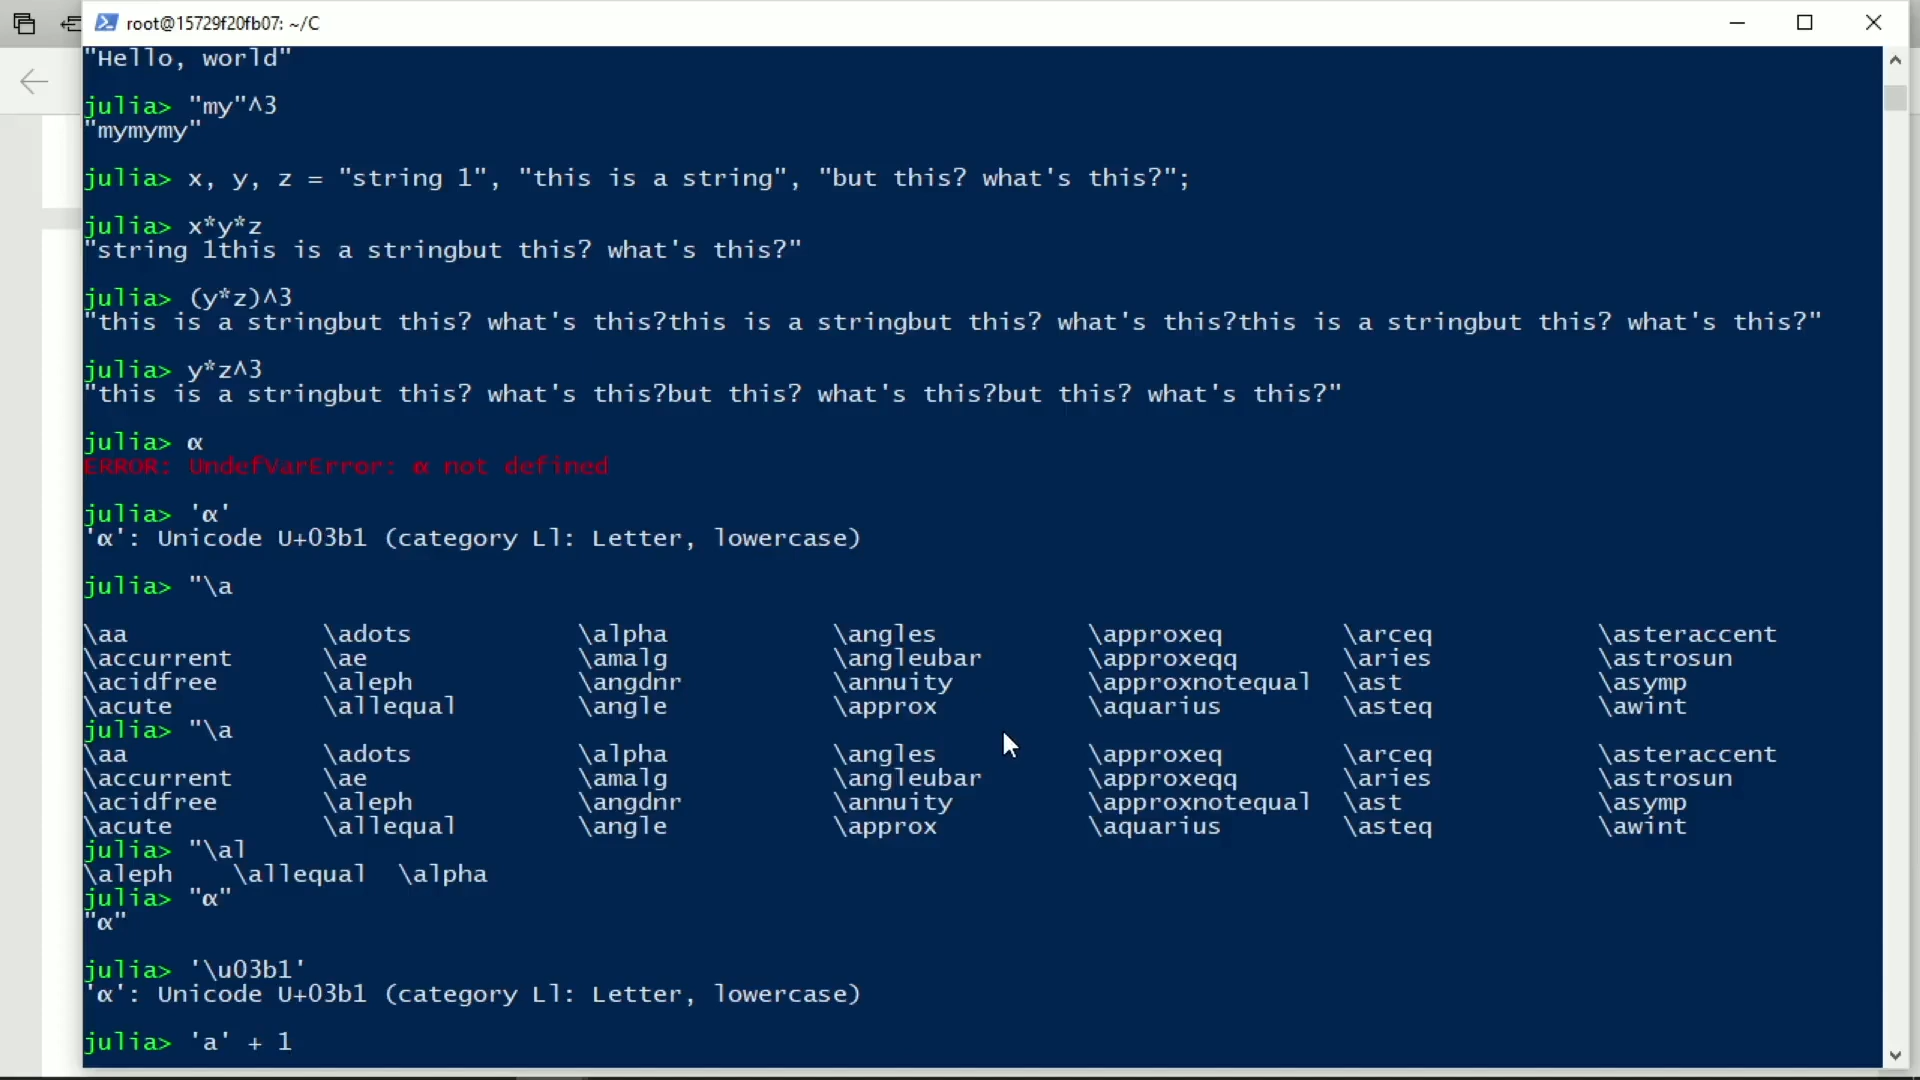 root@15729f20fb07: ~/C
"Hello, world"
julia> "my"^3
"mymymy"
julia> x, y, z = "string 1", "this is a string", "but this? what's this?";
julia> x*y*z
"string 1this is a stringbut this? what's this?"
julia> (y*z)^3
"this is a stringbut this? what's this?this is a stringbut this? what's this?this is a stringbut this? what's this?"
julia> y*z^3
"this is a stringbut this? what's this?but this? what's this?but this? what's this?"
julia> α
ERROR: UndefVarError: α not defined
julia> 'α'
'α': Unicode U+03b1 (category Ll: Letter, lowercase)
julia> "\a
\aa \adots \alpha \angles \approxeq \arceq \asteraccent
\accurrent \ae \amalg \angleubar \approxeqq \aries \astrosun
\acidfree \aleph \angdnr \annuity \approxnotequal \ast \asymp
\acute \allequal \angle \approx \aquarius \asteq \awint
julia> "\a
\aa \adots \alpha \angles \approxeq \arceq \asteraccent
\accurrent \ae \amalg \angleubar \approxeqq \aries \astrosun
\acidfree \aleph \angdnr \annuity \approxnotequal \ast \asymp
\acute \allequal \angle \approx \aquarius \asteq \awint
julia> "\al
\aleph \allequal \alpha
julia> "α"
"α"
julia> '\u03b1'
'α': Unicode U+03b1 (category Ll: Letter, lowercase)
julia> 'a' + 1